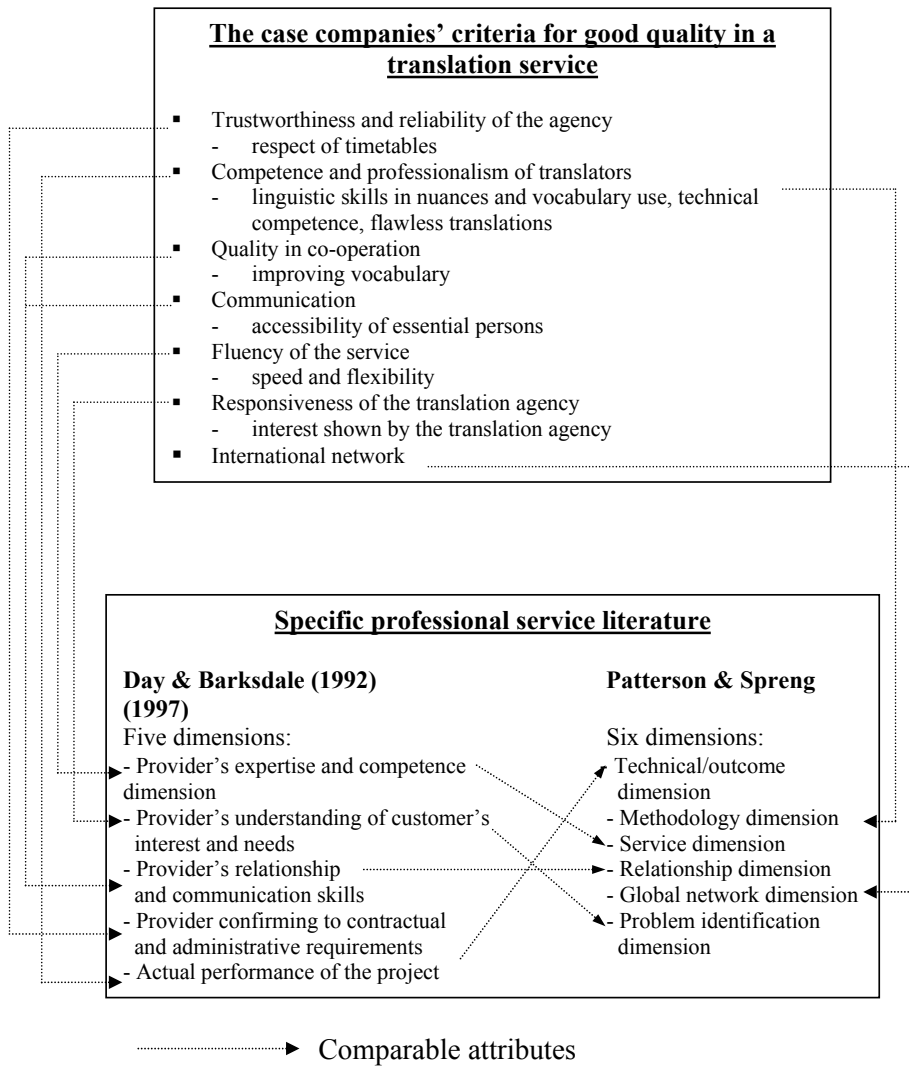 The case companies’ criteria for good quality in a
translation service
▪ Trustworthiness and reliability of the agency
- respect of timetables
▪ Competence and professionalism of translators
- linguistic skills in nuances and vocabulary use, technical
competence, flawless translations
▪ Quality in co-operation
- improving vocabulary
▪ Communication
- accessibility of essential persons
▪ Fluency of the service
- speed and flexibility
▪ Responsiveness of the translation agency
- interest shown by the translation agency
▪ International network
Specific professional service literature
Day & Barksdale (1992)
(1997)
Five dimensions:
- Provider’s expertise and competence
dimension
- Provider’s understanding of customer’s
interest and needs
- Provider’s relationship
and communication skills
- Provider confirming to contractual
and administrative requirements
- Actual performance of the project
Patterson & Spreng
Six dimensions:
- Technical/outcome
dimension
- Methodology dimension
- Service dimension
- Relationship dimension
- Global network dimension
- Problem identification
dimension
Comparable attributes